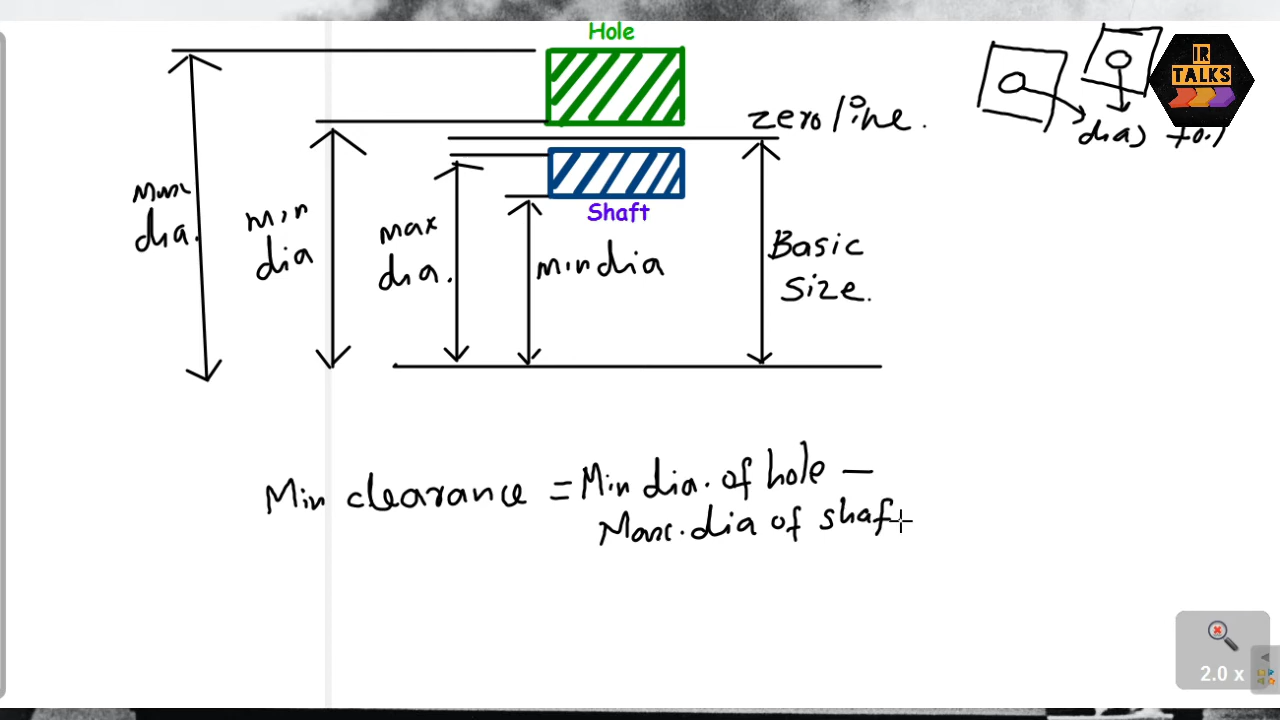 Hole
IR
TALKS
zero line.
dia,
Max
dia.
min
dia
max
dia.
Shaft
min dia
Basic
size.
Min clearance = Min dia. of hole —
Max. dia of shaf
2.0 x